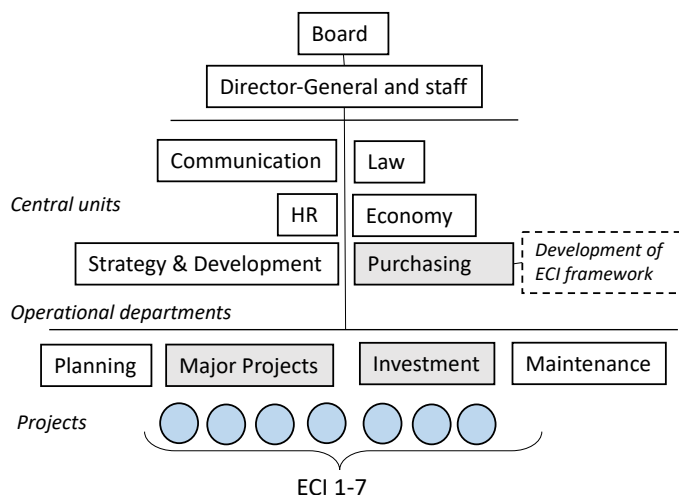 Board
Director-General and staff
Communication
Law
Central units
HR
Economy
Strategy & Development
Purchasing
Development of
ECI framework
Operational departments
Planning
Major Projects
Investment
Maintenance
Projects
ECI 1-7